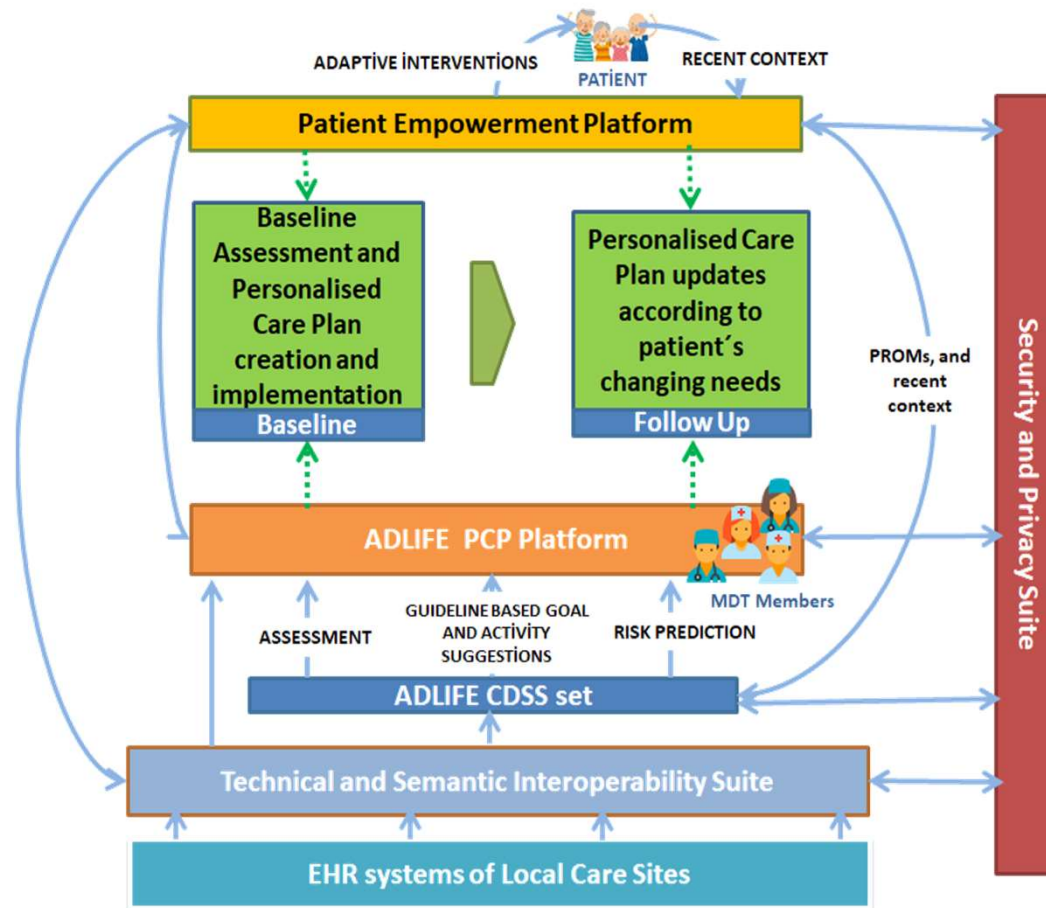 ADAPTİVE İNTERVENTİONS
RECENT CONTEXT
PATİENT
Patient Empowerment Platform
Baseline
Assessment and
Personalised
Care Plan
creation and
implementation
Baseline
Personalised Care
Plan updates
according to
patient´s
changing needs
Follow Up
PROMs, and
recent
context
Security and Privacy Suite
ADLIFE PCP Platform
MDT Members
ASSESSMENT
GUIDELINE BASED GOAL
AND ACTIVITY
SUGGESTİONS
RISK PREDICTION
ADLIFE CDSS set
Technical and Semantic Interoperability Suite
EHR systems of Local Care Sites